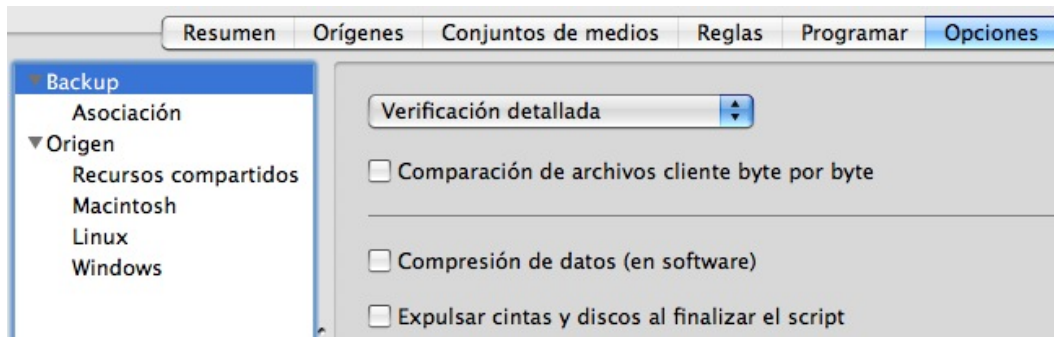 Resumen Orígenes Conjuntos de medios Reglas Programar Opciones
Backup
Asociación
Origen
Recursos compartidos
Macintosh
Linux
Windows
Verificación detallada
Comparación de archivos cliente byte por byte
Compresión de datos (en software)
Expulsar cintas y discos al finalizar el script